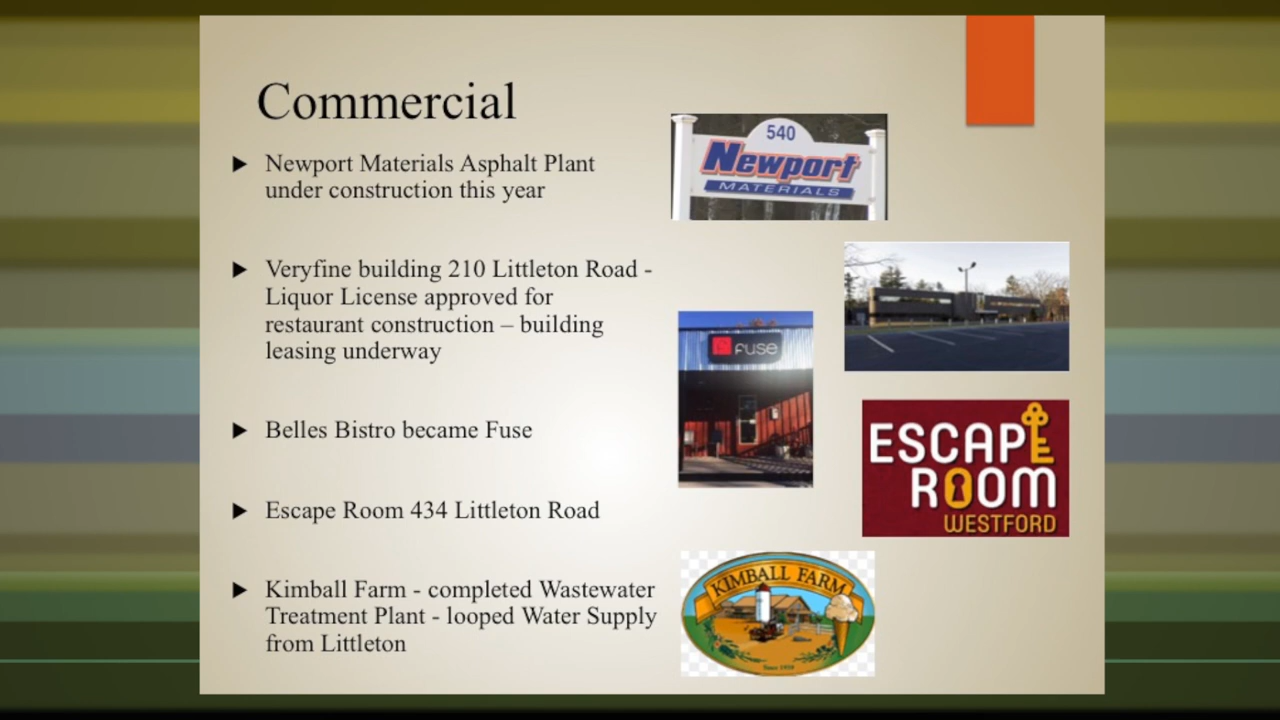 Commercial
Newport Materials Asphalt Plant
under construction this year
Veryfine building 210 Littleton Road -
Liquor License approved for
restaurant construction – building
leasing underway
Belles Bistro became Fuse
Escape Room 434 Littleton Road
Kimball Farm - completed Wastewater
Treatment Plant - looped Water Supply
from Littleton
540
Newport
MATERIALS
FUSE
ESCAPE
ROOM
WESTFORD
KIMBALL FARM